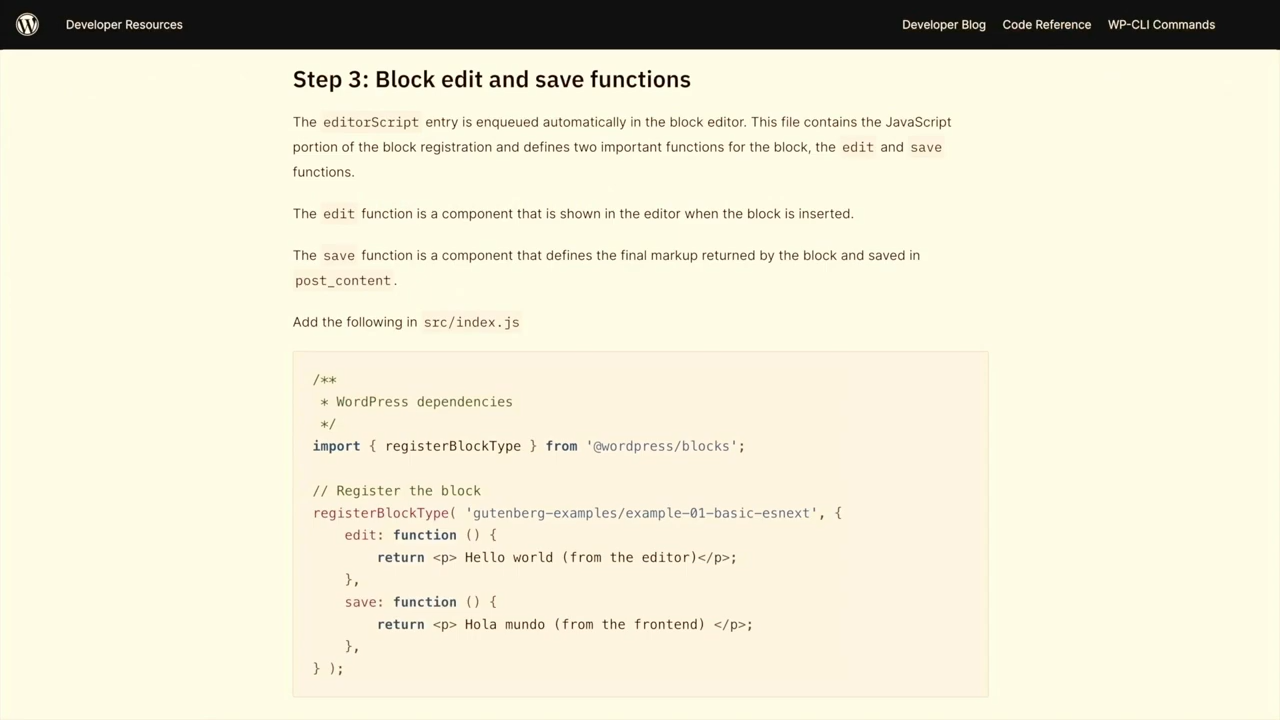 Developer Resources
Developer Blog Code Reference WP-CLI Commands
Step 3: Block edit and save functions
The editorScript entry is enqueued automatically in the block editor. This file contains the JavaScript
portion of the block registration and defines two important functions for the block, the edit and save
functions.
The edit function is a component that is shown in the editor when the block is inserted.
The save function is a component that defines the final markup returned by the block and saved in
post_content.
Add the following in src/index.js
/**
 * WordPress dependencies
 */
import { registerBlockType } from '@wordpress/blocks';
// Register the block
registerBlockType( 'gutenberg-examples/example-01-basic-esnext', {
    edit: function () {
        return <p> Hello world (from the editor)</p>;
    },
    save: function () {
        return <p> Hola mundo (from the frontend) </p>;
    },
} );